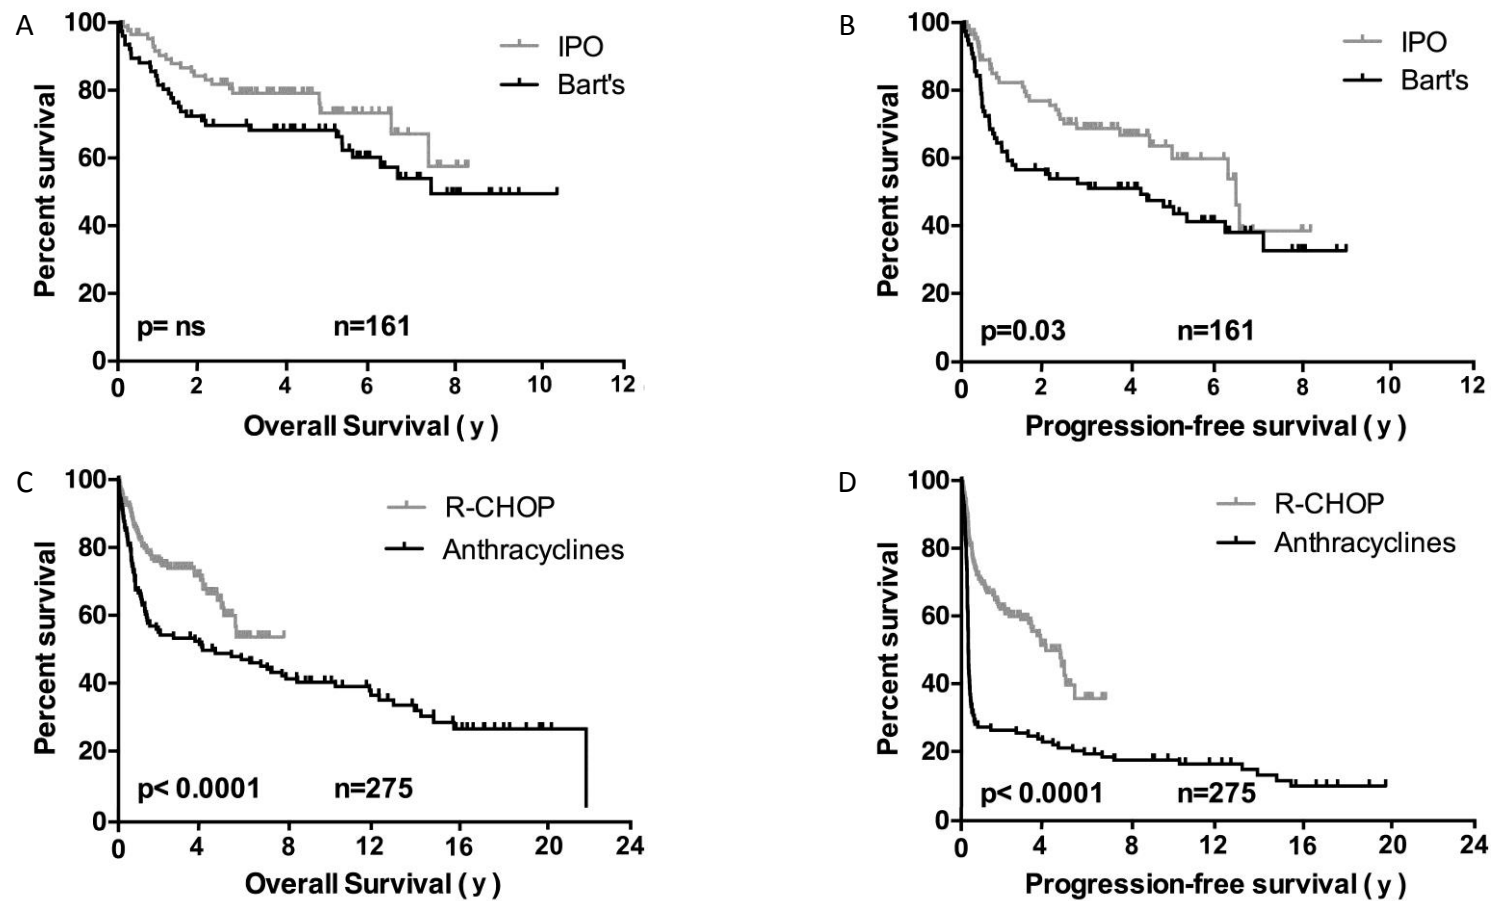 A
100
80
60
40
20
0
Percent survival
IPO
Bart's
p= ns
n=161
0 2 4 6 8 10 12
Overall Survival ( y )
B
100
80
60
40
20
0
Percent survival
IPO
Bart's
p=0.03
n=161
0 2 4 6 8 10 12
Progression-free survival ( y )
C
100
80
60
40
20
0
Percent survival
R-CHOP
Anthracyclines
p< 0.0001
n=275
0 4 8 12 16 20 24
Overall Survival ( y )
D
100
80
60
40
20
0
Percent survival
R-CHOP
Anthracyclines
p< 0.0001
n=275
0 4 8 12 16 20 24
Progression-free survival ( y )